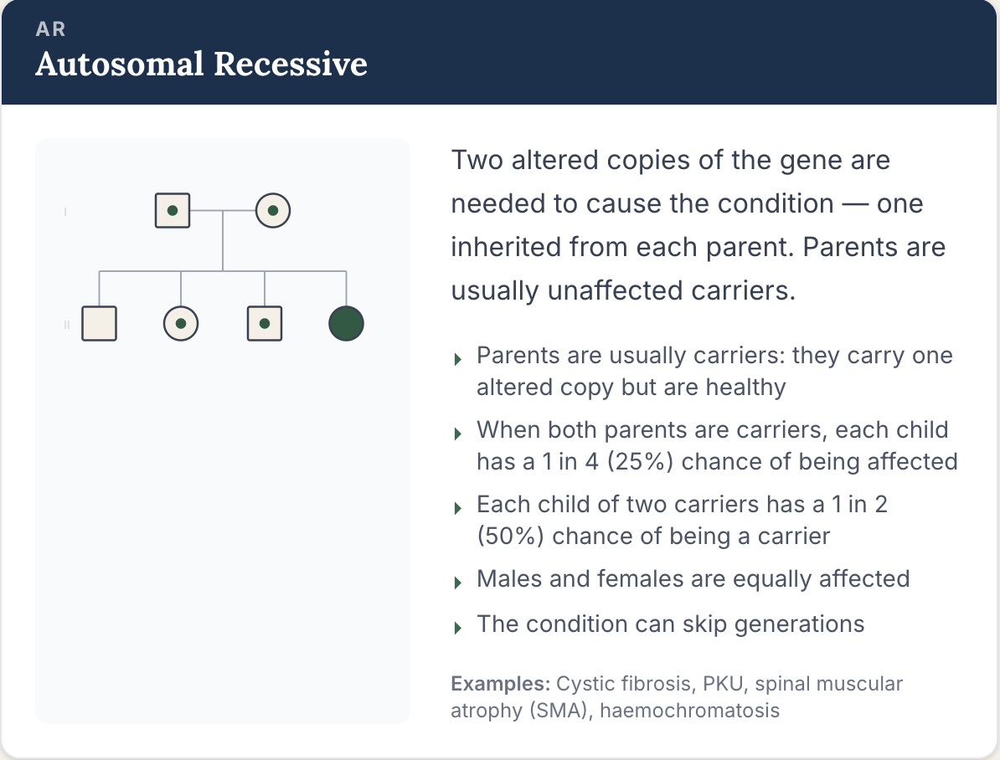 AR
Autosomal Recessive
I
II
Two altered copies of the gene are
needed to cause the condition — one
inherited from each parent. Parents are
usually unaffected carriers.
Parents are usually carriers: they carry one
altered copy but are healthy
When both parents are carriers, each child
has a 1 in 4 (25%) chance of being affected
Each child of two carriers has a 1 in 2
(50%) chance of being a carrier
Males and females are equally affected
The condition can skip generations
Examples: Cystic fibrosis, PKU, spinal muscular
atrophy (SMA), haemochromatosis